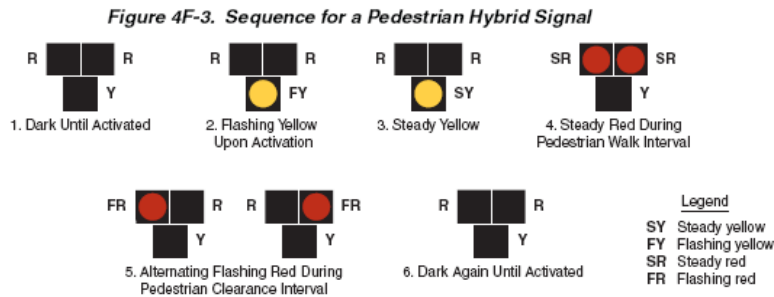 Figure 4F-3. Sequence for a Pedestrian Hybrid Signal
R R
Y
1. Dark Until Activated
R R
FY
2. Flashing Yellow
Upon Activation
R R
SY
3. Steady Yellow
SR SR
Y
4. Steady Red During
Pedestrian Walk Interval
FR R
Y
R FR
Y
5. Alternating Flashing Red During
Pedestrian Clearance Interval
R R
Y
6. Dark Again Until Activated
Legend
SY Steady yellow
FY Flashing yellow
SR Steady red
FR Flashing red